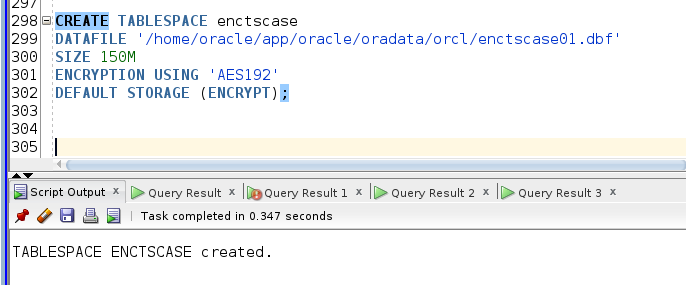 297
298 CREATE TABLESPACE enctscase
299 DATAFILE '/home/oracle/app/oracle/oradata/orcl/enctscase01.dbf'
300 SIZE 150M
301 ENCRYPTION USING 'AES192'
302 DEFAULT STORAGE (ENCRYPT);
303
304
305
Script Output x Query Result x Query Result 1 x Query Result 2 x Query Result 3 x
Task completed in 0.347 seconds
TABLESPACE ENCTSCASE created.